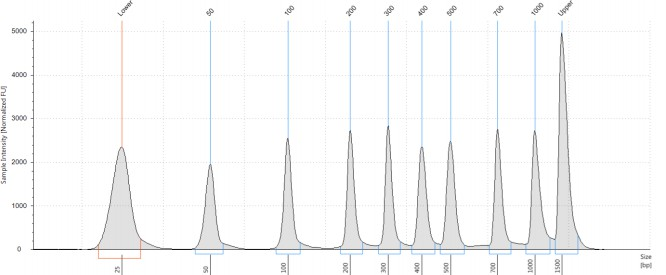 Lower 50 100 200 300 400 500 700 1000 Upper
Sample Intensity [Normalized FU]
5000
4000
3000
2000
1000
0
25 50 100 200 300 400 500 700 1000 1500
Size
[bp]